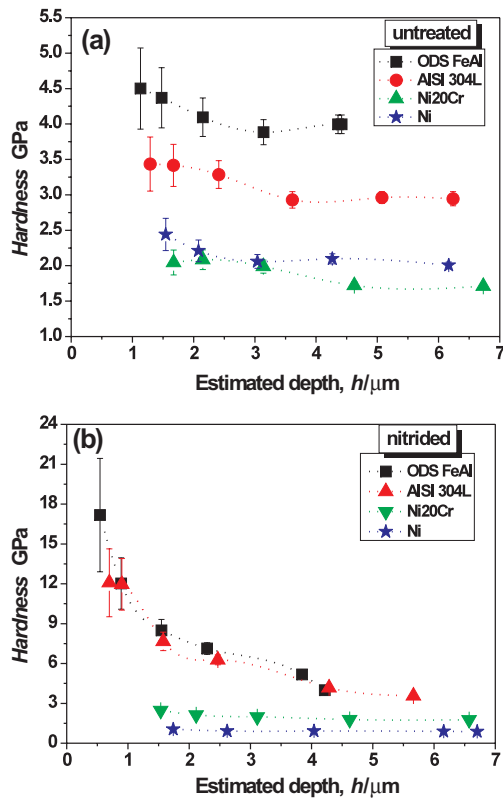 (a)
untreated
ODS FeAl
AISI 304L
Ni20Cr
Ni
Hardness GPa
5.5
5.0
4.5
4.0
3.5
3.0
2.5
2.0
1.5
1.0
0 1 2 3 4 5 6 7
Estimated depth, h/μm
(b)
nitrided
ODS FeAl
AISI 304L
Ni20Cr
Ni
Hardness GPa
24
21
18
15
12
9
6
3
0
0 1 2 3 4 5 6 7
Estimated depth, h/μm